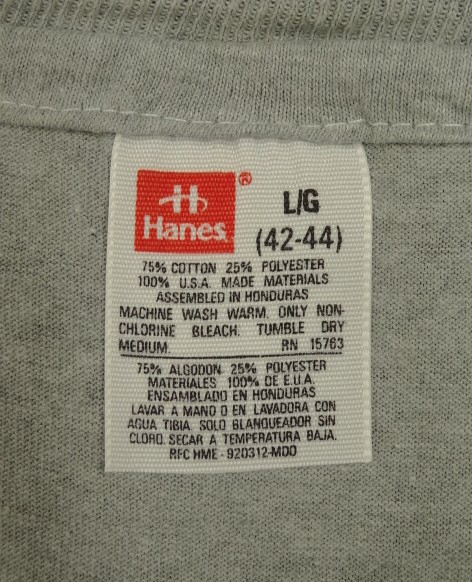 H
Hanes ®
L/G
(42-44)
75% COTTON 25% POLYESTER
100% U.S.A. MADE MATERIALS
ASSEMBLED IN HONDURAS
MACHINE WASH WARM. ONLY NON-
CHLORINE BLEACH. TUMBLE DRY
MEDIUM. RN 15763
75% ALGODON 25% POLYESTER
MATERIALES 100% DE E.U.A.
ENSAMBLADO EN HONDURAS
LAVAR A MANO O EN LAVADORA CON
AGUA TIBIA. SOLO BLANQUEADOR SIN
CLORO. SECAR A TEMPERATURA BAJA.
RFC HME - 920312-MDO